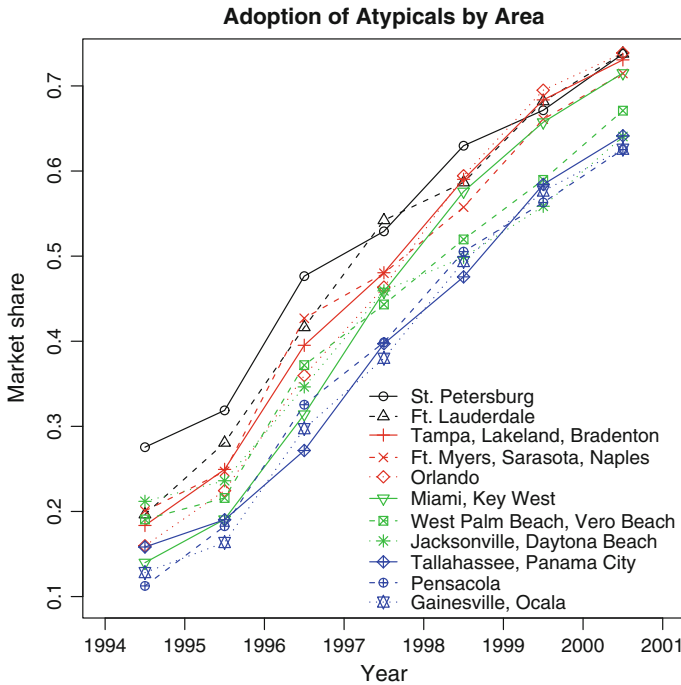 Adoption of Atypicals by Area
Market share
0.7
0.6
0.5
0.4
0.3
0.2
0.1
St. Petersburg
Ft. Lauderdale
Tampa, Lakeland, Bradenton
Ft. Myers, Sarasota, Naples
Orlando
Miami, Key West
West Palm Beach, Vero Beach
Jacksonville, Daytona Beach
Tallahassee, Panama City
Pensacola
Gainesville, Ocala
1994 1995 1996 1997 1998 1999 2000 2001
Year